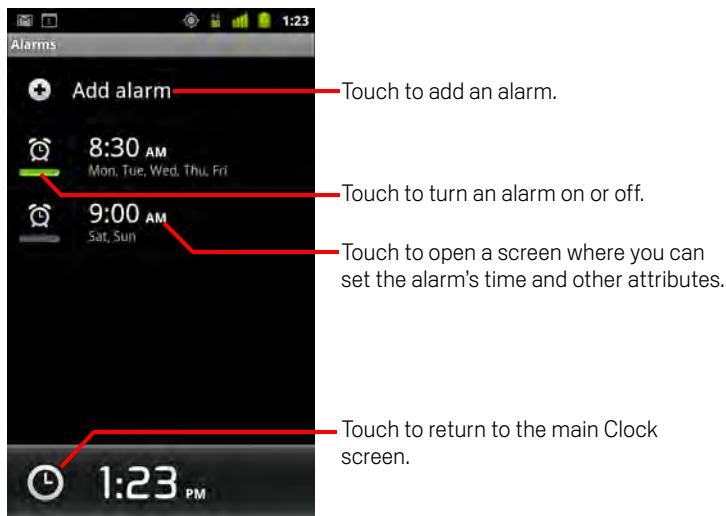 1:23
Alarms
Add alarm
Touch to add an alarm.
8:30 AM
Mon, Tue, Wed, Thu, Fri
Touch to turn an alarm on or off.
9:00 AM
Sat, Sun
Touch to open a screen where you can
set the alarm's time and other attributes.
Touch to return to the main Clock
screen.
1:23 PM